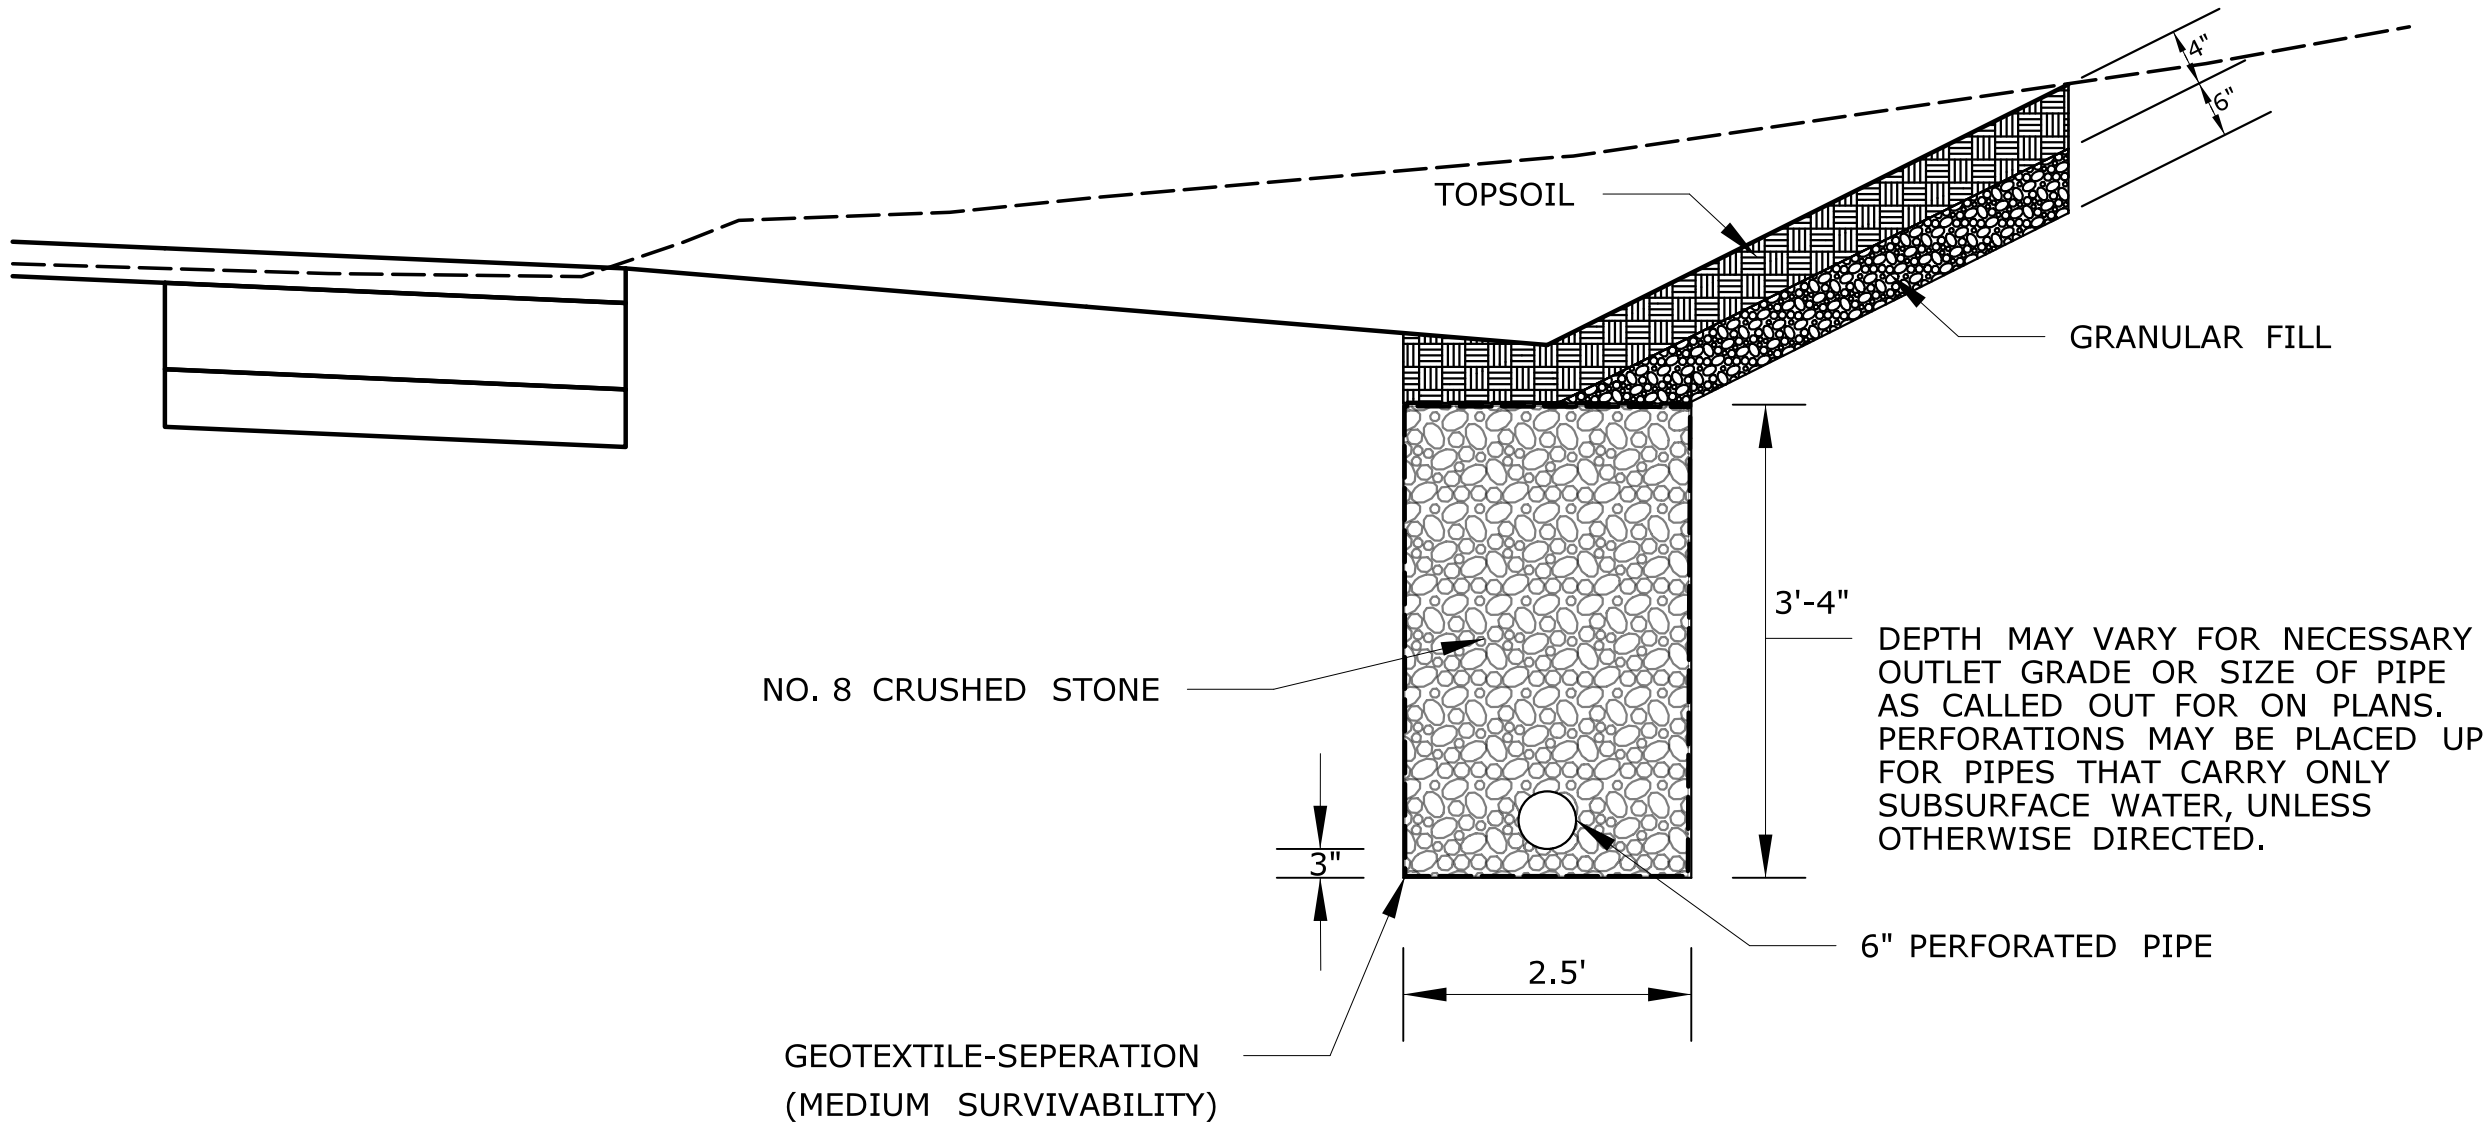 4"
6"
TOPSOIL
GRANULAR FILL
3'-4"
DEPTH MAY VARY FOR NECESSARY
OUTLET GRADE OR SIZE OF PIPE
AS CALLED OUT FOR ON PLANS.
PERFORATIONS MAY BE PLACED UP
FOR PIPES THAT CARRY ONLY
SUBSURFACE WATER, UNLESS
OTHERWISE DIRECTED.
NO. 8 CRUSHED STONE
3"
6" PERFORATED PIPE
2.5'
GEOTEXTILE-SEPERATION
(MEDIUM SURVIVABILITY)